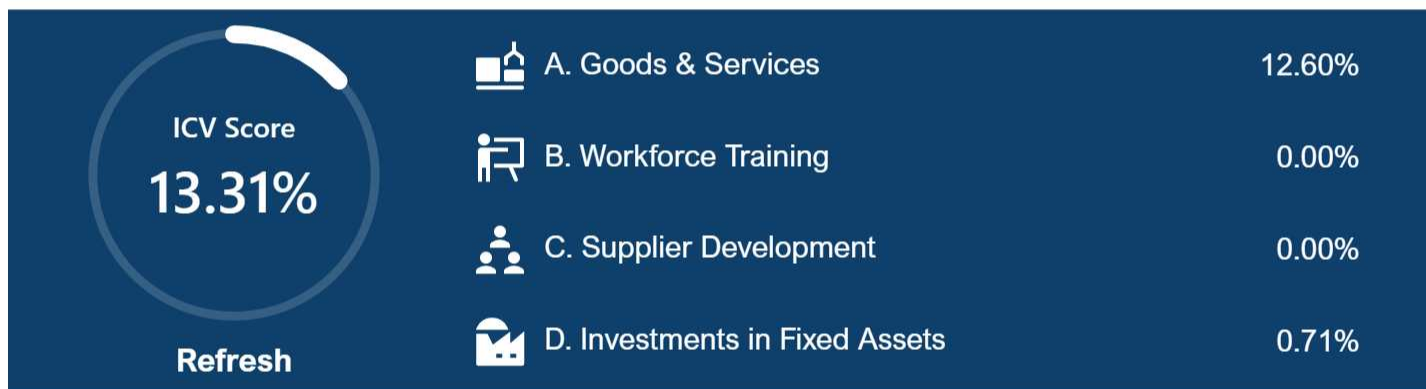 ICV Score
13.31%
Refresh
A. Goods & Services 12.60%
B. Workforce Training 0.00%
C. Supplier Development 0.00%
D. Investments in Fixed Assets 0.71%